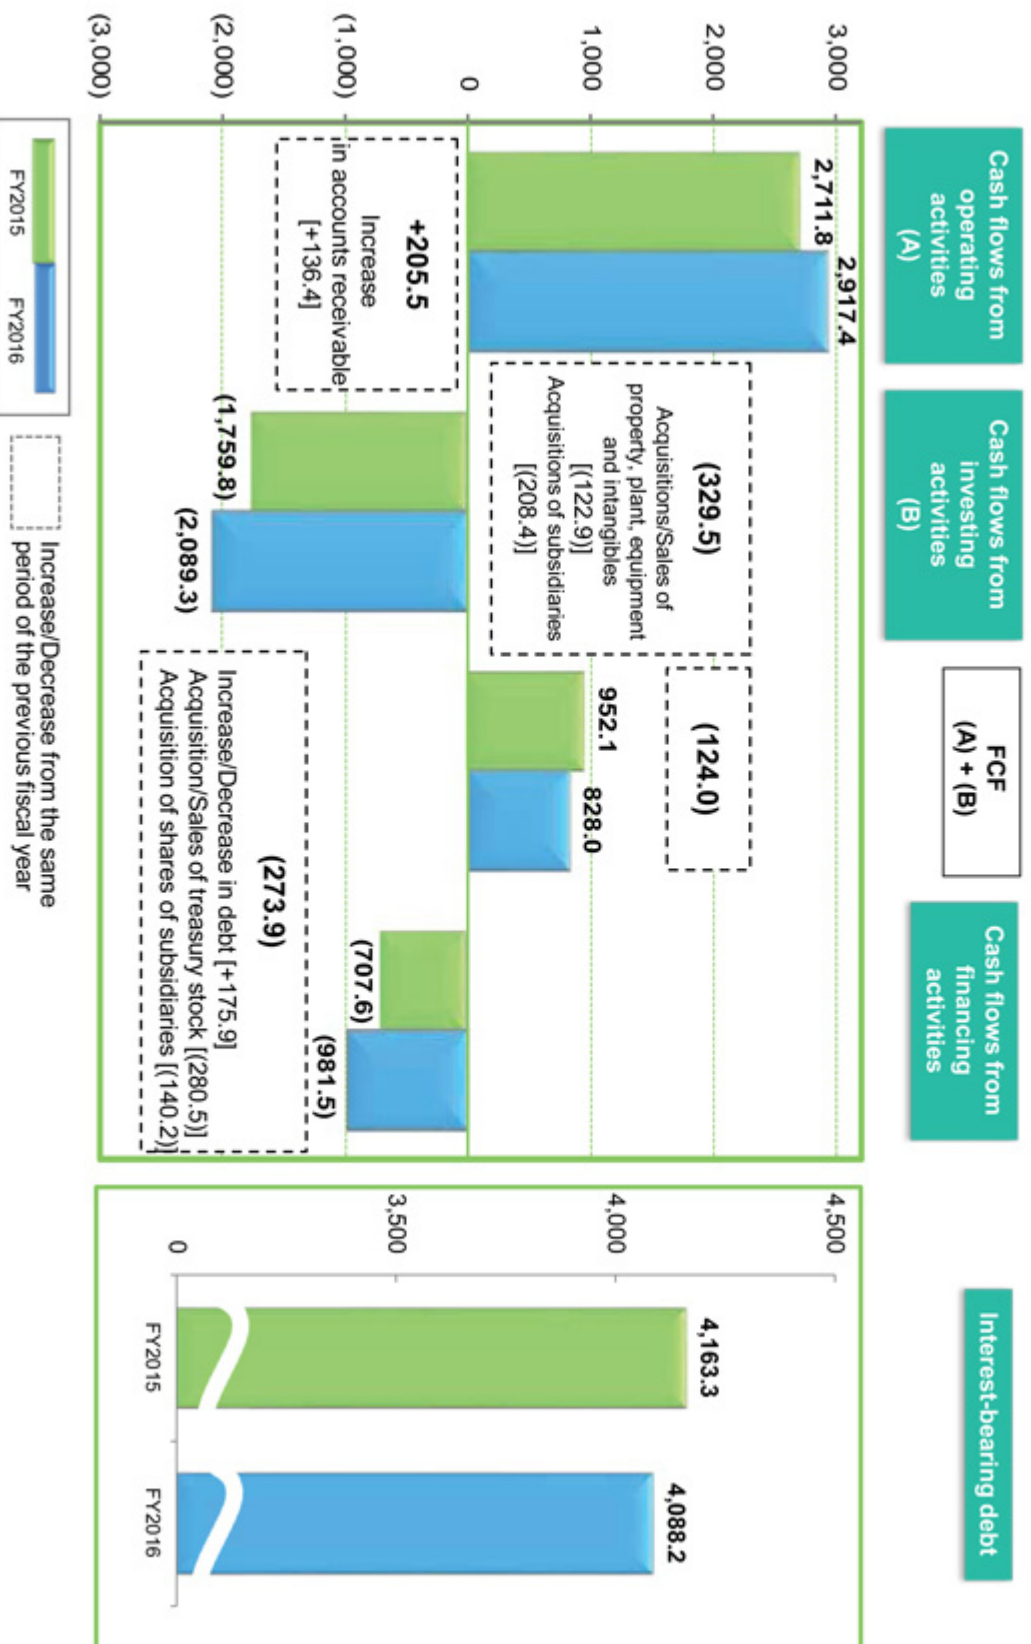 Cash flows from
operating
activities
(A)
Cash flows from
investing
activities
(B)
FCF
(A) + (B)
Cash flows from
financing
activities
Interest-bearing debt
3,000
2,000
1,000
0
(1,000)
(2,000)
(3,000)
2,711.8
2,917.4
+205.5
Increase
in accounts receivable
[+136.4]
(329.5)
Acquisitions/Sales of
property, plant, equipment
and intangibles
[(122.9)]
Acquisitions of subsidiaries
[(208.4)]
(1,759.8)
(2,089.3)
(124.0)
952.1
828.0
(707.6)
(981.5)
(273.9)
Increase/Decrease in debt [+175.9]
Acquisition/Sales of treasury stock [(280.5)]
Acquisition of shares of subsidiaries [(140.2)]
4,500
4,000
3,500
0
4,163.3
4,088.2
FY2015
FY2016
FY2015
FY2016
Increase/Decrease from the same
period of the previous fiscal year